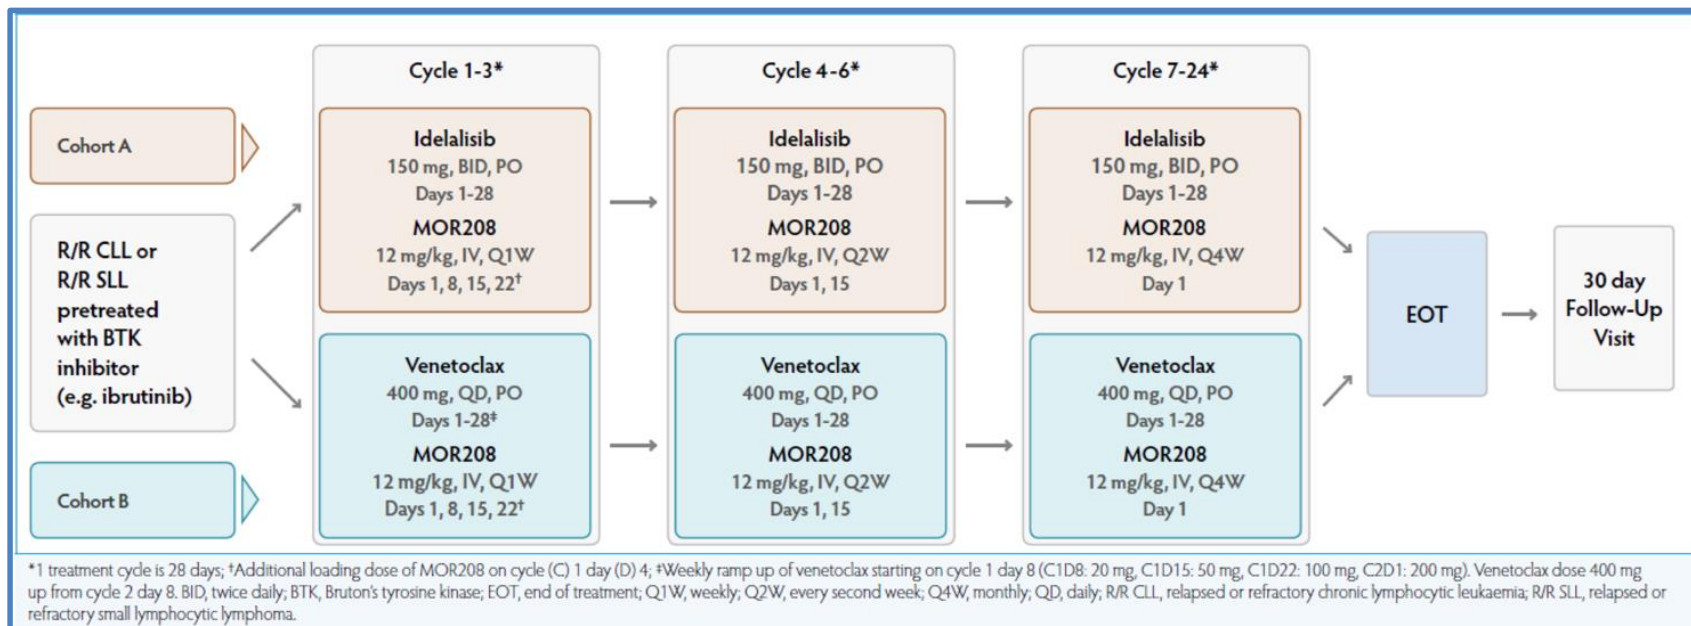 Cohort A
R/R CLL or
R/R SLL
pretreated
with BTK
inhibitor
(e.g. ibrutinib)
Cohort B
Cycle 1-3*
Idelalisib
150 mg, BID, PO
Days 1-28
MOR208
12 mg/kg, IV, Q1W
Days 1, 8, 15, 22†
Venetoclax
400 mg, QD, PO
Days 1-28‡
MOR208
12 mg/kg, IV, Q1W
Days 1, 8, 15, 22†
Cycle 4-6*
Idelalisib
150 mg, BID, PO
Days 1-28
MOR208
12 mg/kg, IV, Q2W
Days 1, 15
Venetoclax
400 mg, QD, PO
Days 1-28
MOR208
12 mg/kg, IV, Q2W
Days 1, 15
Cycle 7-24*
Idelalisib
150 mg, BID, PO
Days 1-28
MOR208
12 mg/kg, IV, Q4W
Day 1
Venetoclax
400 mg, QD, PO
Days 1-28
MOR208
12 mg/kg, IV, Q4W
Day 1
EOT
30 day
Follow-Up
Visit
*1 treatment cycle is 28 days; †Additional loading dose of MOR208 on cycle (C) 1 day (D) 4; ‡Weekly ramp up of venetoclax starting on cycle 1 day 8 (C1D8: 20 mg, C1D15: 50 mg, C1D22: 100 mg, C2D1: 200 mg). Venetoclax dose 400 mg
up from cycle 2 day 8. BID, twice daily; BTK, Bruton's tyrosine kinase; EOT, end of treatment; Q1W, weekly; Q2W, every second week; Q4W, monthly; QD, daily; R/R CLL, relapsed or refractory chronic lymphocytic leukaemia; R/R SLL, relapsed or
refractory small lymphocytic lymphoma.